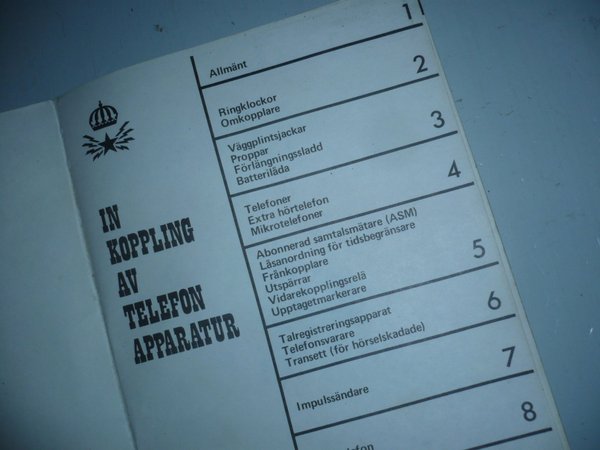 IN
KOPPLING
AV
TELEFON
APPARATUR
Allmänt 1
Ringklockor 2
Omkopplare
Väggplintsjackar 3
Proppar
Förlängningssladd
Batterilåda
Telefoner 4
Extra hörtelefon
Mikrotelefoner
Abonnerad samtalsmätare (ASM) 5
Låsanordning för tidsbegränsare
Frånkopplare
Utspärrar
Vidarekopplingsrelä
Upptagetmarkerare
Talregistreringsapparat 6
Telefonsvarare
Transett (för hörselskadade)
Impulssändare 7
8